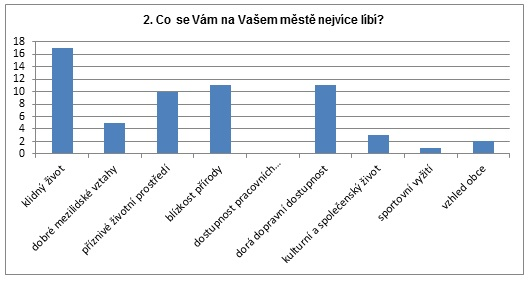 2. Co se Vám na Vašem městě nejvíce líbí?
18
16
14
12
10
8
6
4
2
0
klidný život
dobré mezilidské vztahy
příznivé životní prostředí
blízkost přírody
dostupnost pracovních...
dorá dopravní dostupnost
kulturní a společenský život
sportovní vyžití
vzhled obce